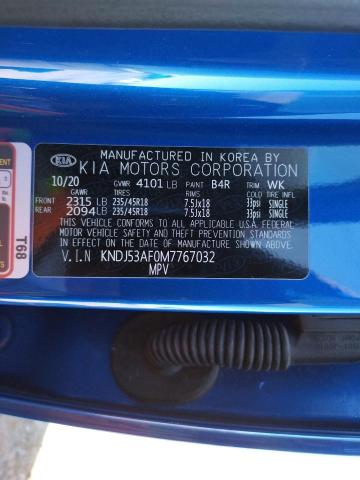 MANUFACTURED IN KOREA BY
KIA KIA MOTORS CORPORATION
10/20 GVWR 4101 LB PAINT B4R TRIM WK
GAWR TIRES RIMS COLD TIRE INFL
FRONT 2315 LB 235/45R18 7.5Jx18 33psi SINGLE
REAR 2094 LB 235/45R18 7.5Jx18 33psi SINGLE
THIS VEHICLE CONFORMS TO ALL APPLICABLE U.S.A FEDERAL
MOTOR VEHICLE SAFETY AND THEFT PREVENTION STANDARDS
IN EFFECT ON THE DATE OF MANUFACTURE SHOWN ABOVE.
V.I.N KNDJ53AF0M7767032
MPV
T68